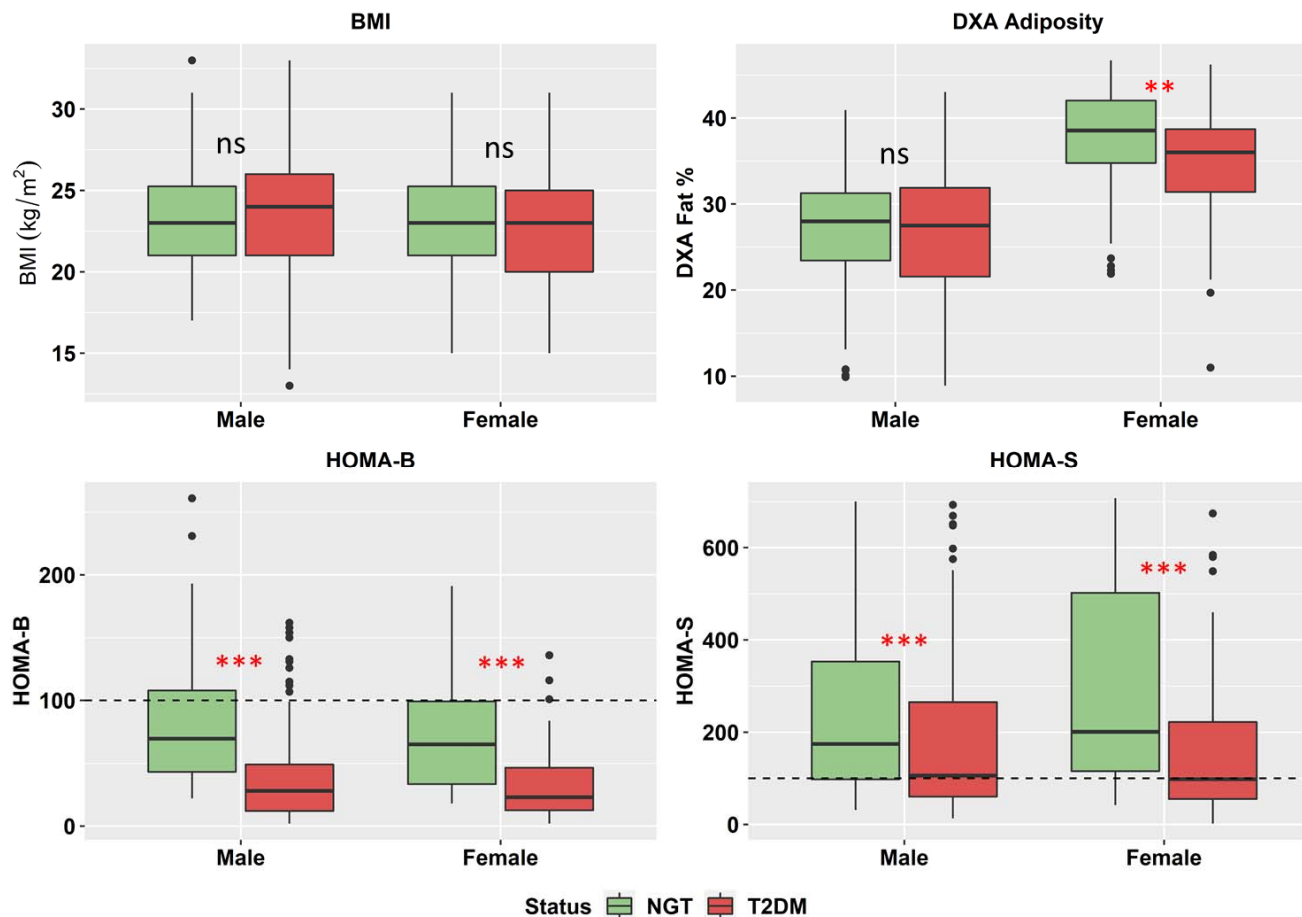 BMI
BMI (kg/m²)
30
25
20
15
ns
ns
Male
Female
DXA Adiposity
DXA Fat %
40
30
20
10
ns
**
Male
Female
HOMA-B
HOMA-B
200
100
0
***
***
Male
Female
HOMA-S
HOMA-S
600
400
200
0
***
***
Male
Female
Status NGT T2DM